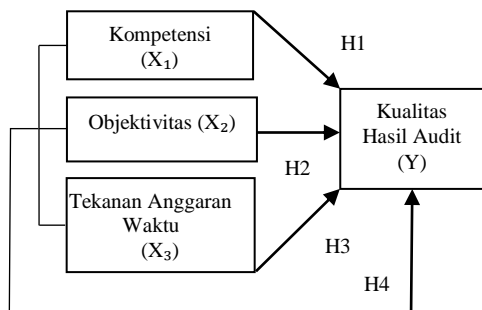 Kompetensi
(X₁)
H1
Objektivitas (X₂)
Kualitas
Hasil Audit
(Y)
H2
Tekanan Anggaran
Waktu
(X₃)
H3
H4